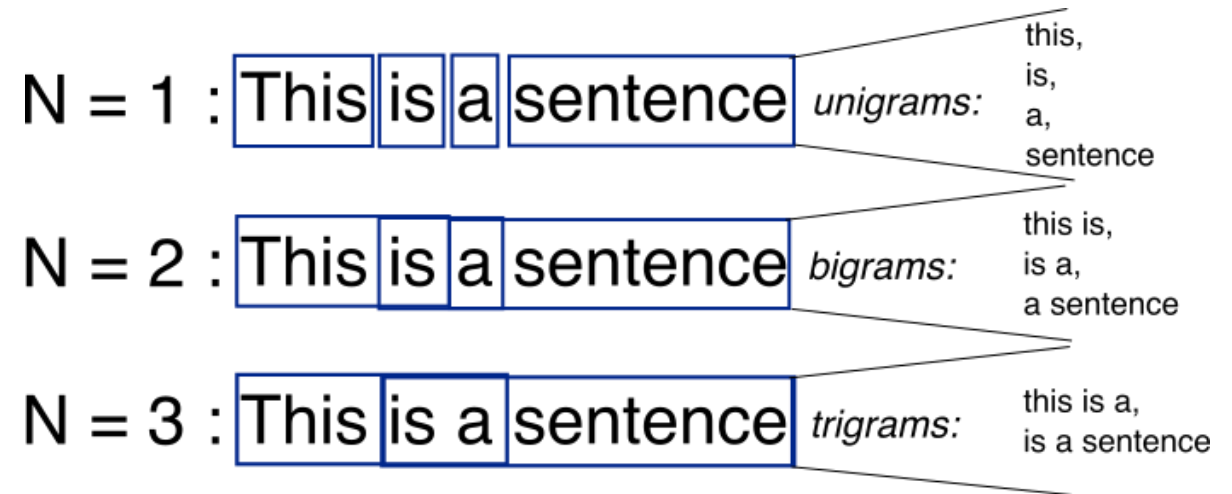 N = 1 : This is a sentence unigrams:
this,
is,
a,
sentence
N = 2 : This is a sentence bigrams:
this is,
is a,
a sentence
N = 3 : This is a sentence trigrams:
this is a,
is a sentence